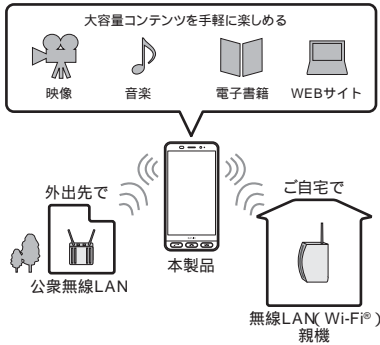 大容量コンテンツを手軽に楽しめる
映像 音楽 電子書籍 WEBサイト
外出先で
ご自宅で
本製品
公衆無線LAN
無線LAN( Wi-Fi® )
親機